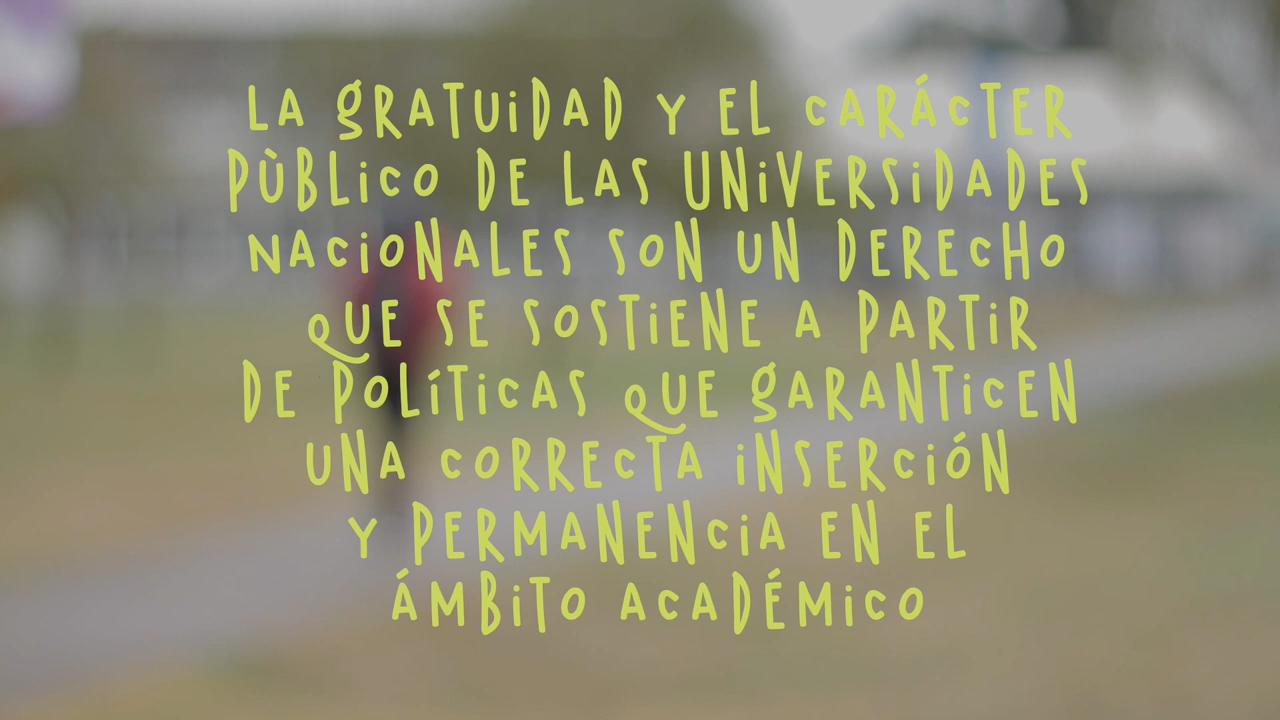 LA GRATUIDAD Y EL CARÁCTER
PÙBLICO DE LAS UNIVERSIDADES
NACIONALES SON UN DERECHO
QUE SE SOSTIENE A PARTIR
DE POLÍTICAS QUE GARANTICEN
UNA CORRECTA INSERCIÓN
Y PERMANENCIA EN EL
ÁMBITO ACADÉMICO